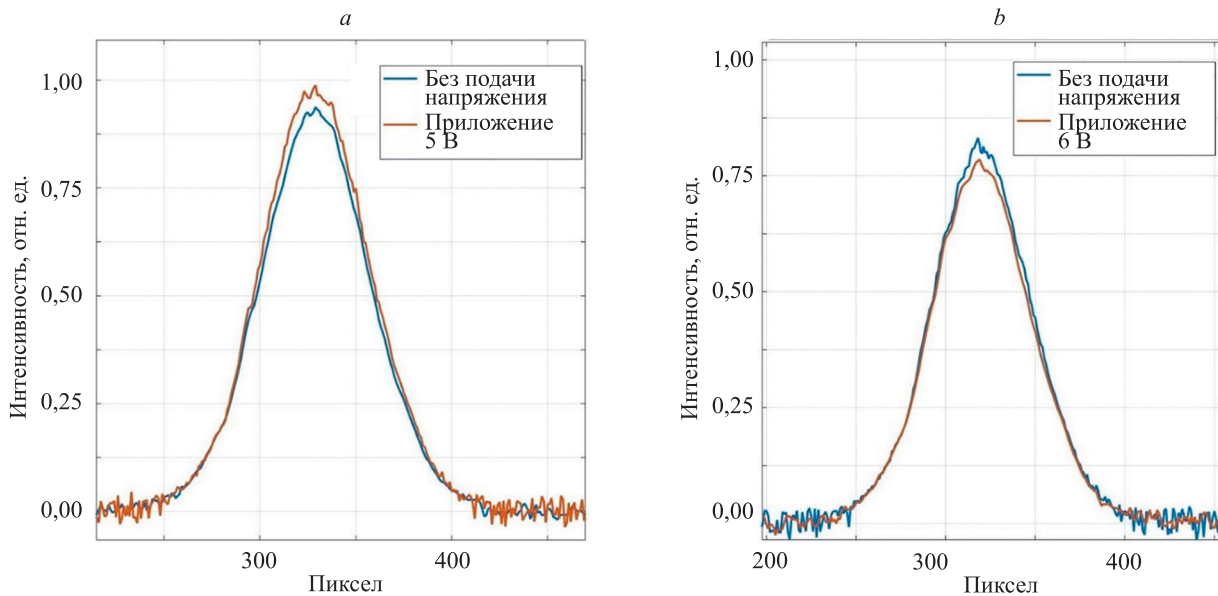 a
Интенсивность, отн. ед.
1,00
0,75
0,50
0,25
0,00
300
400
Пиксел
Без подачи
напряжения
Приложение
5 В
b
Интенсивность, отн. ед.
1,00
0,75
0,50
0,25
0,00
200
300
400
Пиксел
Без подачи
напряжения
Приложение
6 В